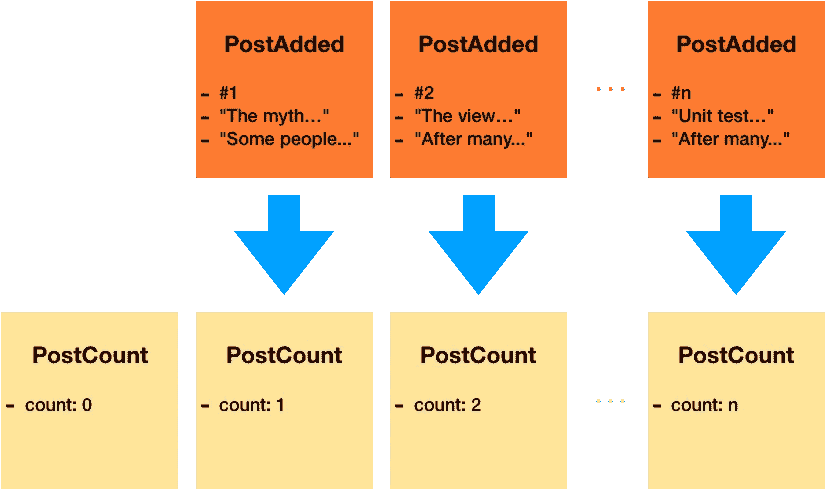 PostAdded
- #1
- "The myth…"
- "Some people..."
PostAdded
- #2
- "The view…"
- "After many..."
...
PostAdded
- #n
- "Unit test…"
- "After many..."
PostCount
- count: 0
PostCount
- count: 1
PostCount
- count: 2
...
PostCount
- count: n